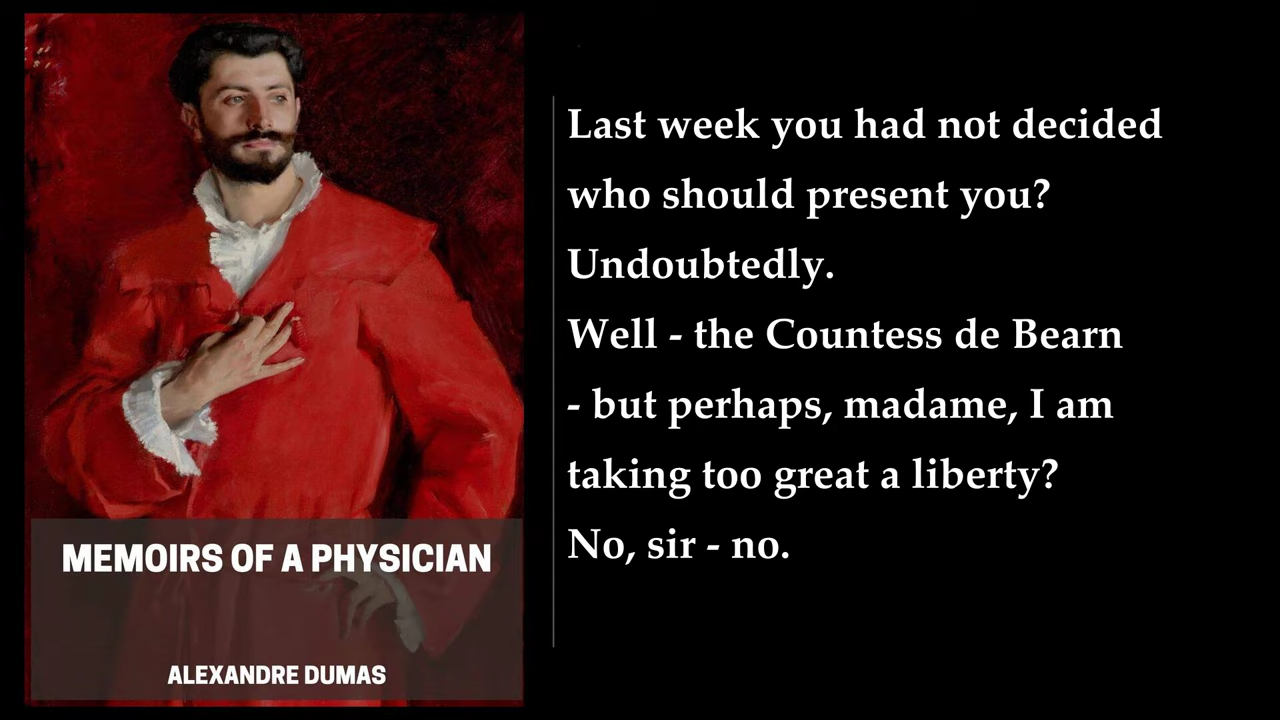 MEMOIRS OF A PHYSICIAN
ALEXANDRE DUMAS
Last week you had not decided
who should present you?
Undoubtedly.
Well - the Countess de Bearn
- but perhaps, madame, I am
taking too great a liberty?
No, sir - no.